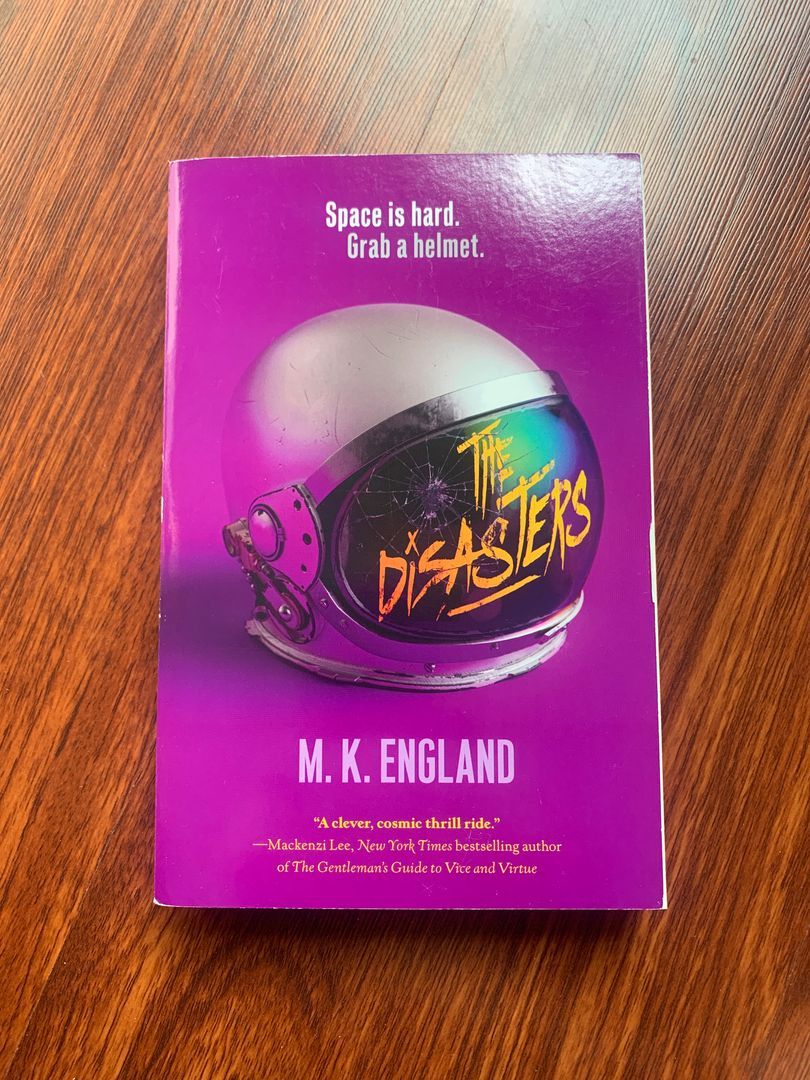 Space is hard.
Grab a helmet.
THE
DiSASTERS
M. K. ENGLAND
“A clever, cosmic thrill ride.”
—Mackenzi Lee, New York Times bestselling author
of The Gentleman’s Guide to Vice and Virtue